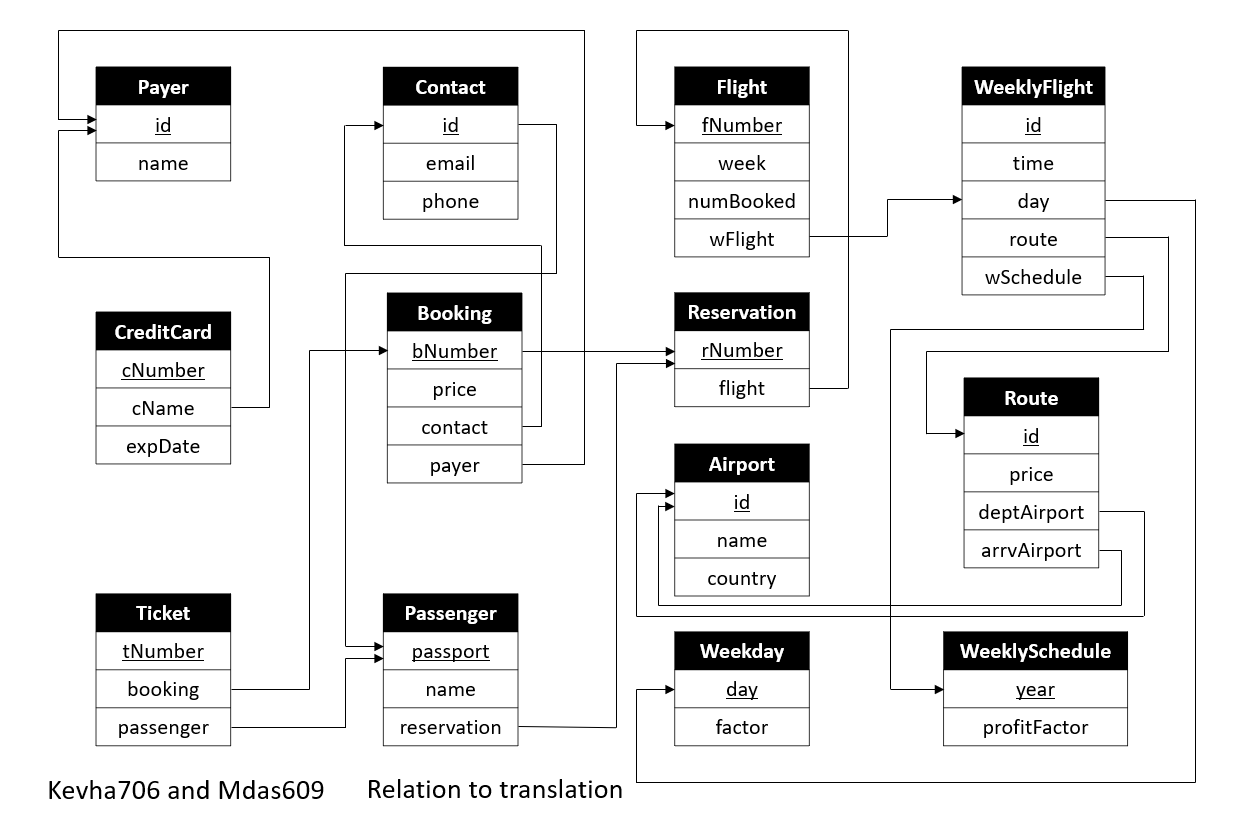 Payer
id
name
Contact
id
email
phone
Flight
fNumber
week
numBooked
wFlight
WeeklyFlight
id
time
day
route
wSchedule
CreditCard
cNumber
cName
expDate
Booking
bNumber
price
contact
payer
Reservation
rNumber
flight
Airport
id
name
country
Route
id
price
deptAirport
arrvAirport
Ticket
tNumber
booking
passenger
Passenger
passport
name
reservation
Weekday
day
factor
WeeklySchedule
year
profitFactor
Kevha706 and Mdas609
Relation to translation